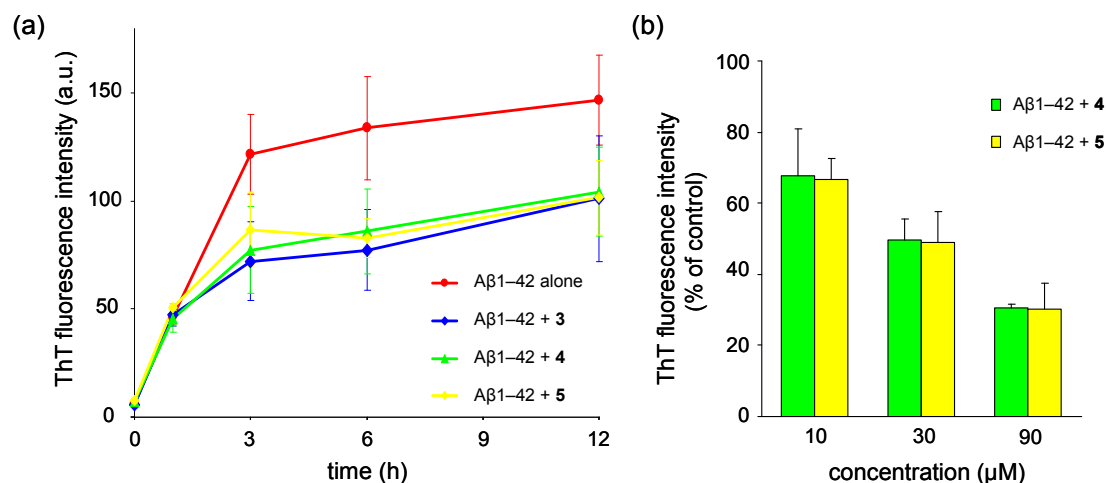 (a)
ThT fluorescence intensity (a.u.)
150
100
50
0
0
3
6
9
12
time (h)
Aβ1–42 alone
Aβ1–42 + 3
Aβ1–42 + 4
Aβ1–42 + 5
(b)
ThT fluorescence intensity
(% of control)
100
80
60
40
20
0
10
30
90
concentration (µM)
Aβ1–42 + 4
Aβ1–42 + 5